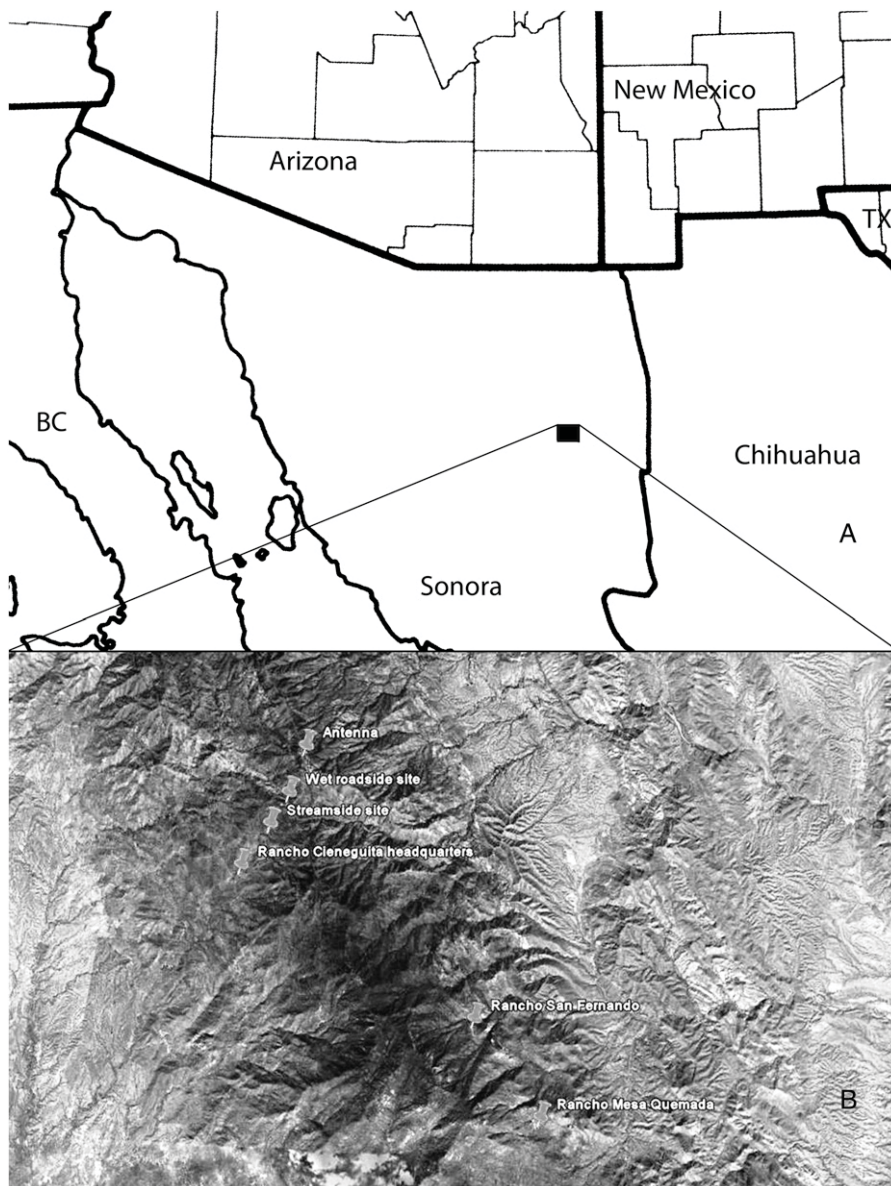 New Mexico
Arizona
TX
BC
Chihuahua
A
Sonora
Antenna
Wet roadside site
Streamside site
Rancho Cieneguita headquarters
Rancho San Fernando
Rancho Mesa Quemada
B